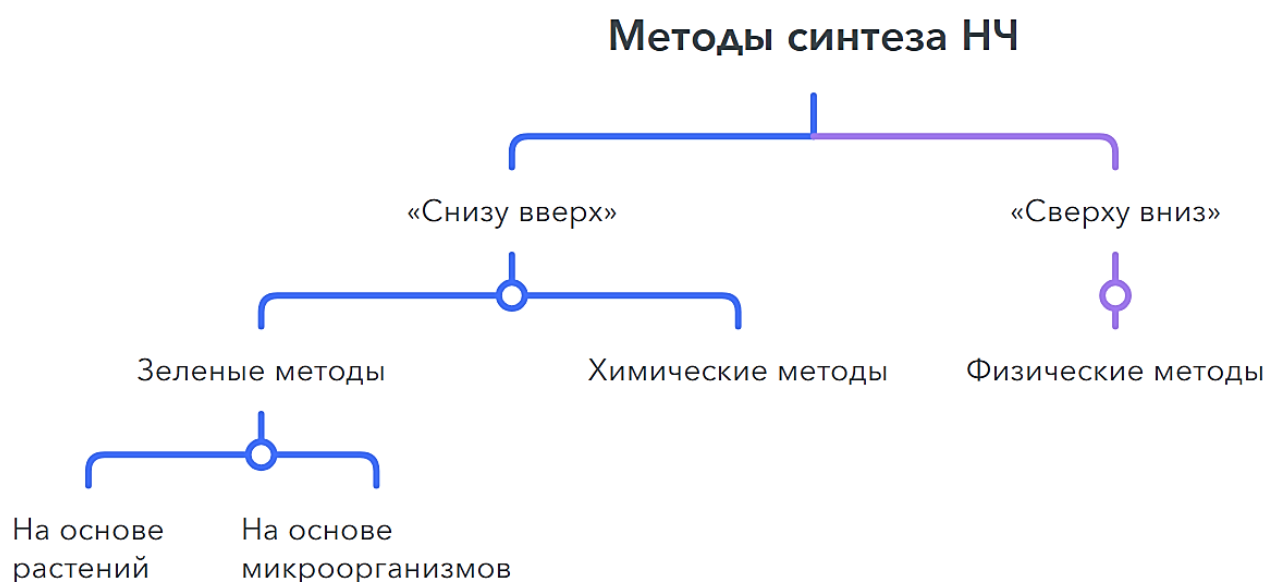 Методы синтеза НЧ
«Снизу вверх»
«Сверху вниз»
Зеленые методы
Химические методы
Физические методы
На основе
растений
На основе
микроорганизмов